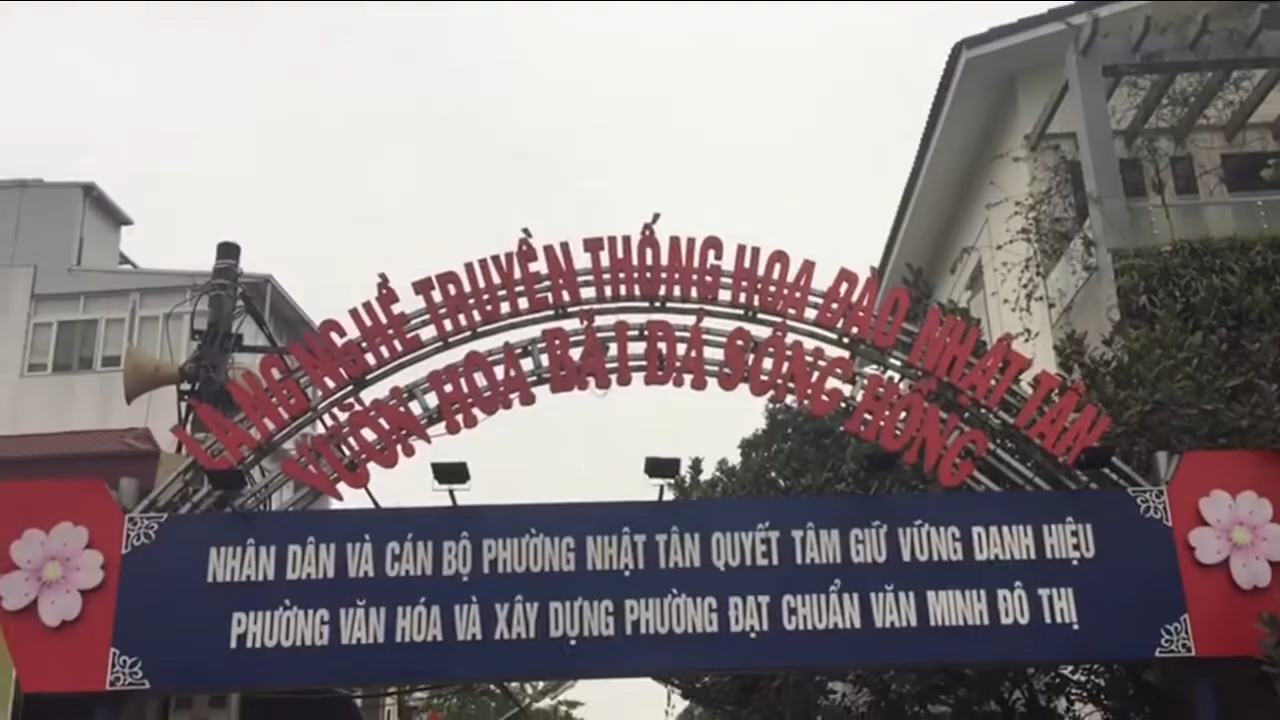 LÀNG NGHỀ TRUYỀN THỐNG HOA ĐÀO NHẬT TÂN
VƯỜN HOA BÃI ĐÁ SÔNG HỒNG
NHÂN DÂN VÀ CÁN BỘ PHƯỜNG NHẬT TÂN QUYẾT TÂM GIỮ VỮNG DANH HIỆU
PHƯỜNG VĂN HÓA VÀ XÂY DỰNG PHƯỜNG ĐẠT CHUẨN VĂN MINH ĐÔ THỊ